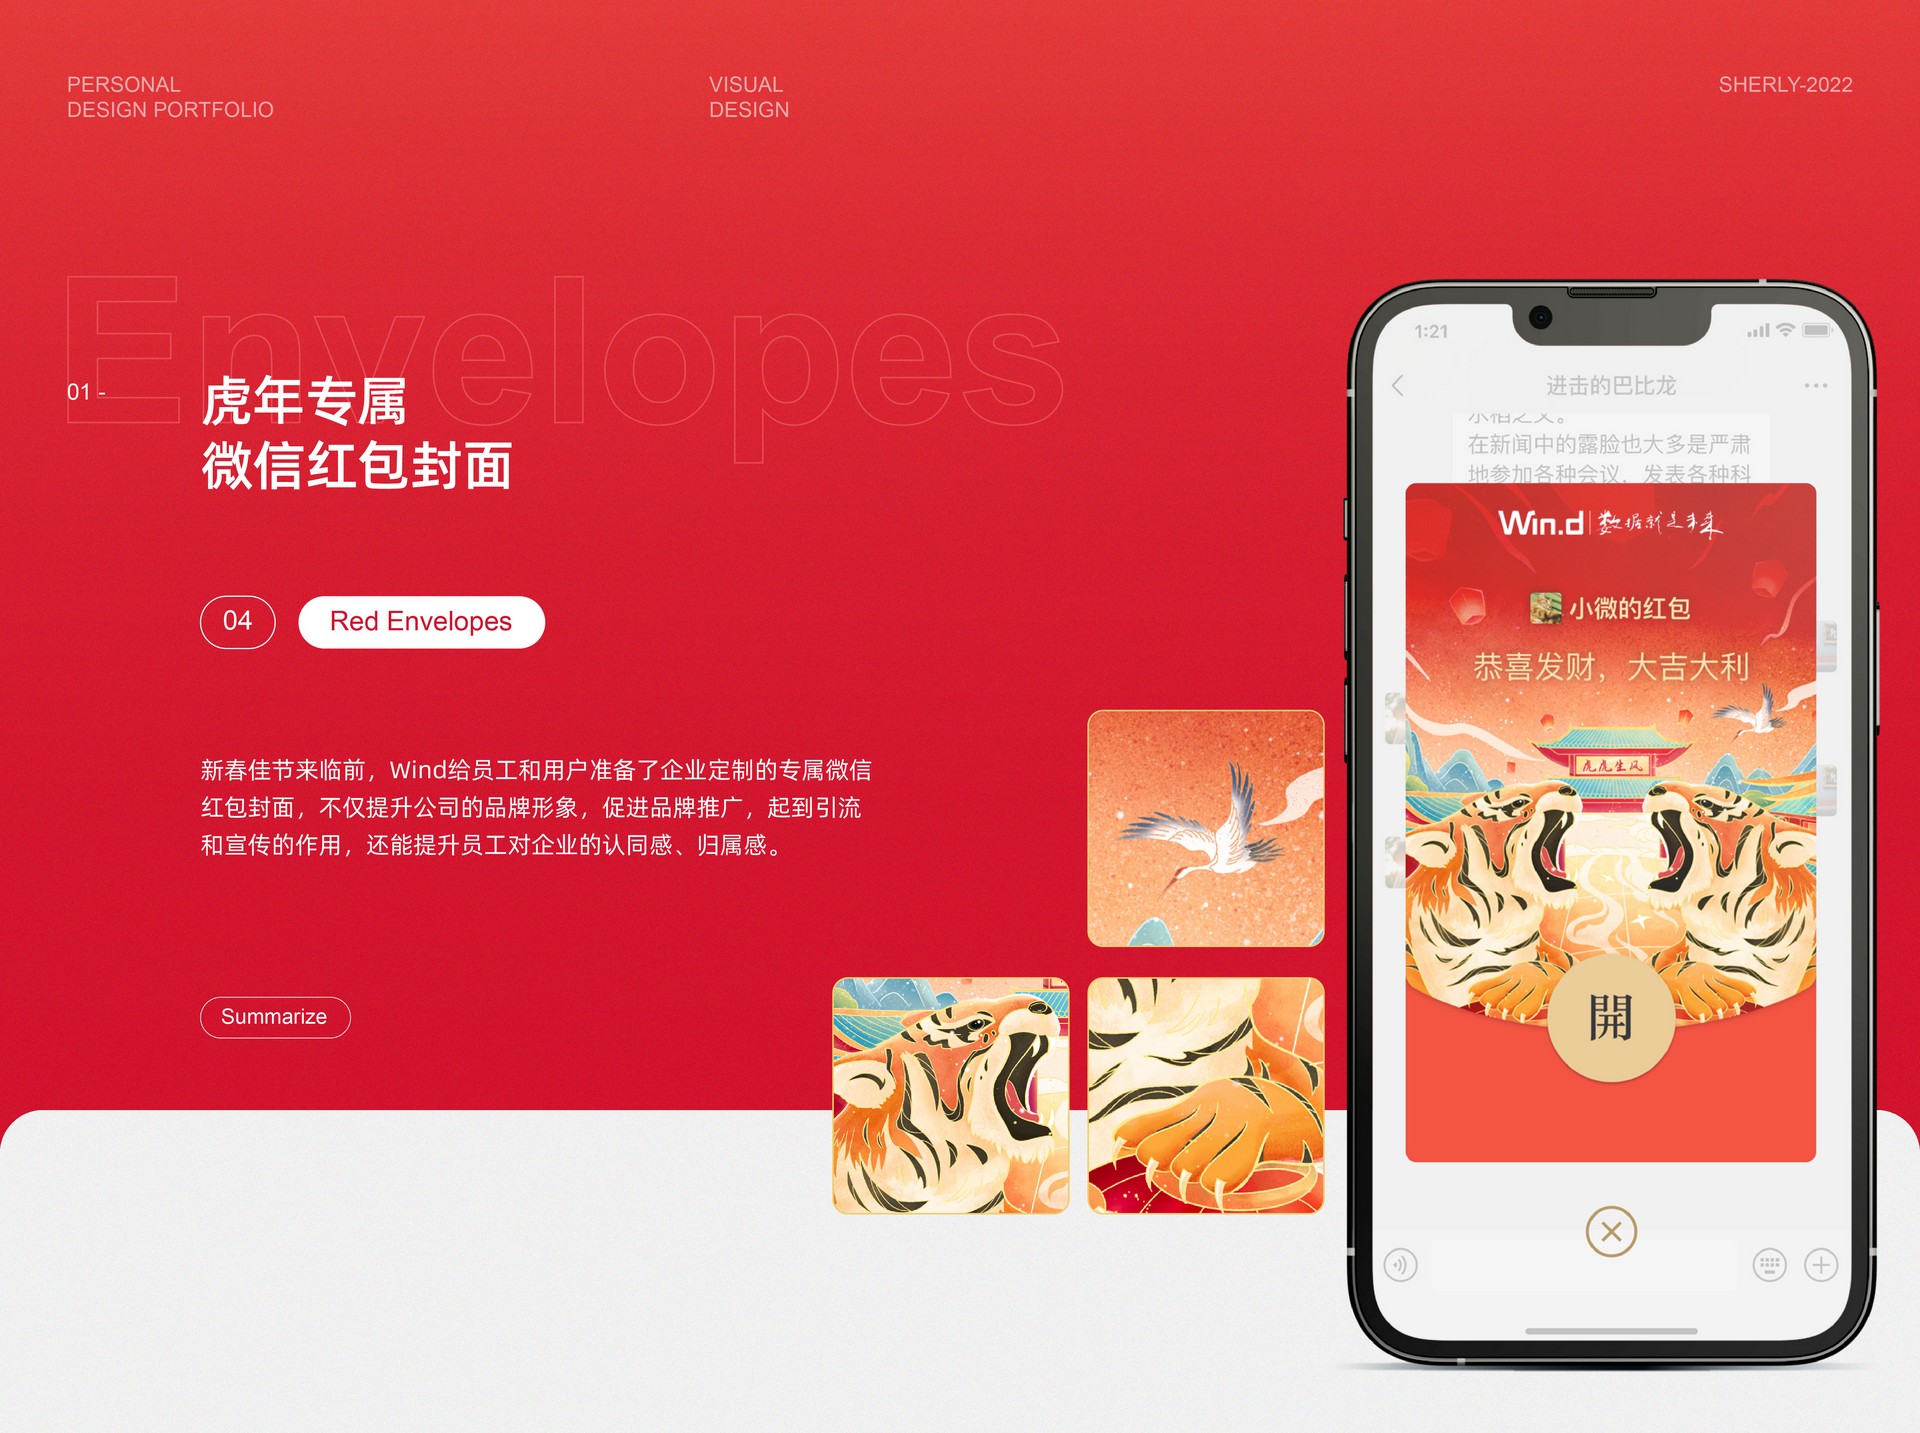 PERSONAL
DESIGN PORTFOLIO
VISUAL
DESIGN
SHERLY-2022
Envelopes
01 -
虎年专属
微信红包封面
04
Red Envelopes
新春佳节来临前，Wind给员工和用户准备了企业定制的专属微信
红包封面，不仅提升公司的品牌形象，促进品牌推广，起到引流
和宣传的作用，还能提升员工对企业的认同感、归属感。
Summarize
1:21
进击的巴比龙
在新闻中的露脸也大多是严肃
地参加各种会议，发表各种科
Win.d 数据就是未来
小微的红包
恭喜发财，大吉大利
虎虎生风
開